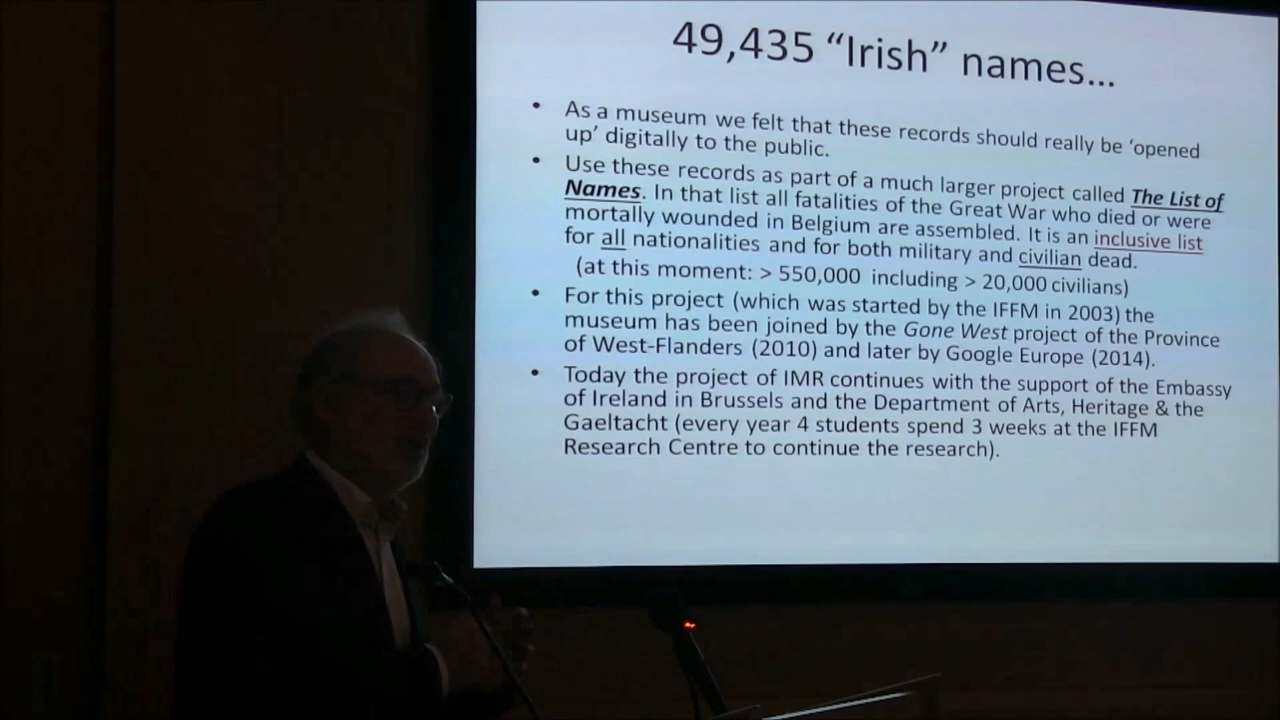 49,435 “Irish” names...
• As a museum we felt that these records should really be ‘opened
up’ digitally to the public.
• Use these records as part of a much larger project called The List of
Names. In that list all fatalities of the Great War who died or were
mortally wounded in Belgium are assembled. It is an inclusive list
for all nationalities and for both military and civilian dead.
(at this moment: > 550,000 including > 20,000 civilians)
• For this project (which was started by the IFFM in 2003) the
museum has been joined by the Gone West project of the Province
of West-Flanders (2010) and later by Google Europe (2014).
• Today the project of IMR continues with the support of the Embassy
of Ireland in Brussels and the Department of Arts, Heritage & the
Gaeltacht (every year 4 students spend 3 weeks at the IFFM
Research Centre to continue the research).